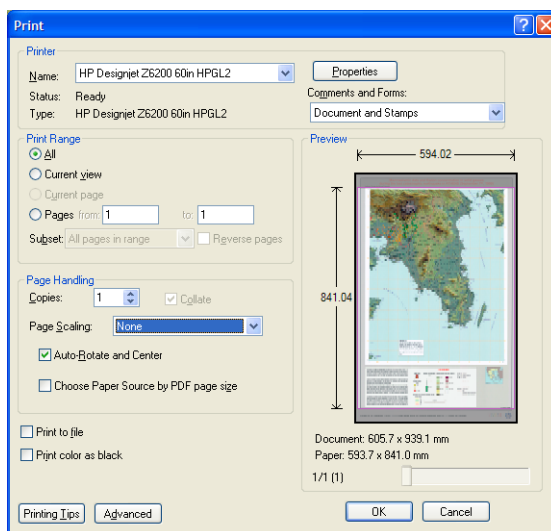 Print
Printer
Name: HP Designjet Z6200 60in HPGL2
Properties
Status: Ready
Comments and Forms:
Type: HP Designjet Z6200 60in HPGL2
Document and Stamps
Print Range
All
Current view
Current page
Pages from: 1 to: 1
Subset: All pages in range Reverse pages
Page Handling
Copies: 1 Collate
Page Scaling: None
Auto-Rotate and Center
Choose Paper Source by PDF page size
Print to file
Print color as black
Preview
594.02
841.04
Document: 605.7 x 939.1 mm
Paper: 593.7 x 841.0 mm
1/1 (1)
Printing Tips Advanced OK Cancel